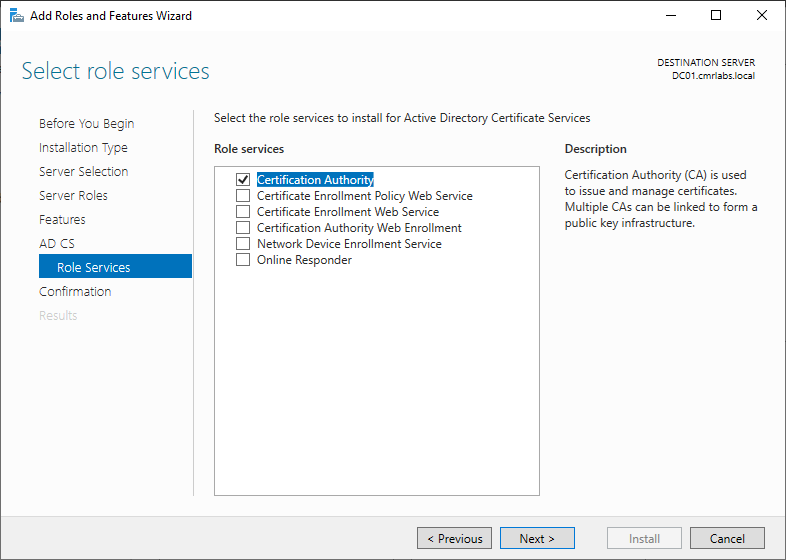 Add Roles and Features Wizard
Select role services
DESTINATION SERVER
DC01.cmrlabs.local
Before You Begin
Installation Type
Server Selection
Server Roles
Features
AD CS
Role Services
Confirmation
Results
Select the role services to install for Active Directory Certificate Services
Role services
Certification Authority
Certificate Enrollment Policy Web Service
Certificate Enrollment Web Service
Certification Authority Web Enrollment
Network Device Enrollment Service
Online Responder
Description
Certification Authority (CA) is used
to issue and manage certificates.
Multiple CAs can be linked to form a
public key infrastructure.
< Previous
Next >
Install
Cancel